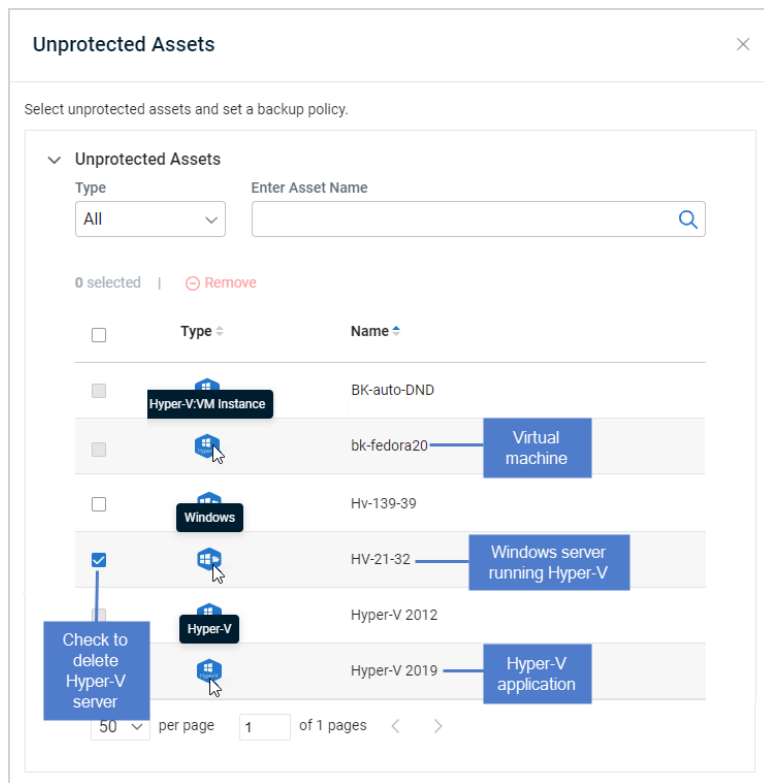 Unprotected Assets
Select unprotected assets and set a backup policy.
Unprotected Assets
Type
Enter Asset Name
All
0 selected | Remove
Type
Name
BK-auto-DND
Hyper-V:VM Instance
bk-fedora20
Virtual
machine
Hv-139-39
Windows
HV-21-32
Windows server
running Hyper-V
Hyper-V 2012
Hyper-V
Check to
delete
Hyper-V
server
Hyper-V 2019
Hyper-V
application
50 per page 1 of 1 pages